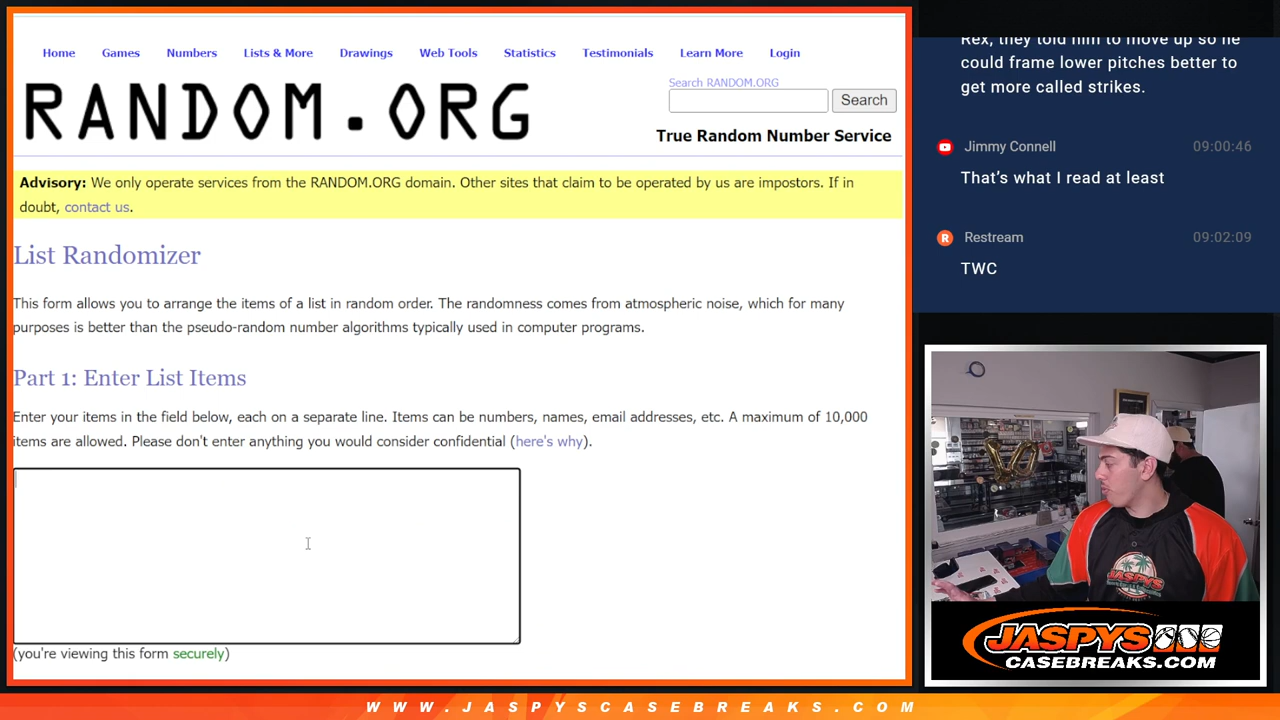 Home Games Numbers Lists & More Drawings Web Tools Statistics Testimonials Learn More Login
RANDOM.ORG
Search RANDOM.ORG
Search
True Random Number Service
Advisory: We only operate services from the RANDOM.ORG domain. Other sites that claim to be operated by us are impostors. If in
doubt, contact us.
List Randomizer
This form allows you to arrange the items of a list in random order. The randomness comes from atmospheric noise, which for many
purposes is better than the pseudo-random number algorithms typically used in computer programs.
Part 1: Enter List Items
Enter your items in the field below, each on a separate line. Items can be numbers, names, email addresses, etc. A maximum of 10,000
items are allowed. Please don't enter anything you would consider confidential (here's why).
(you're viewing this form securely)
Rex, they told him to move up so he
could frame lower pitches better to
get more called strikes.
Jimmy Connell 09:00:46
That's what I read at least
R Restream 09:02:09
TWC
JASPYS
JASPYS
CASEBREAKS.COM
WWW.JASPYSCASEBREAKS.COM